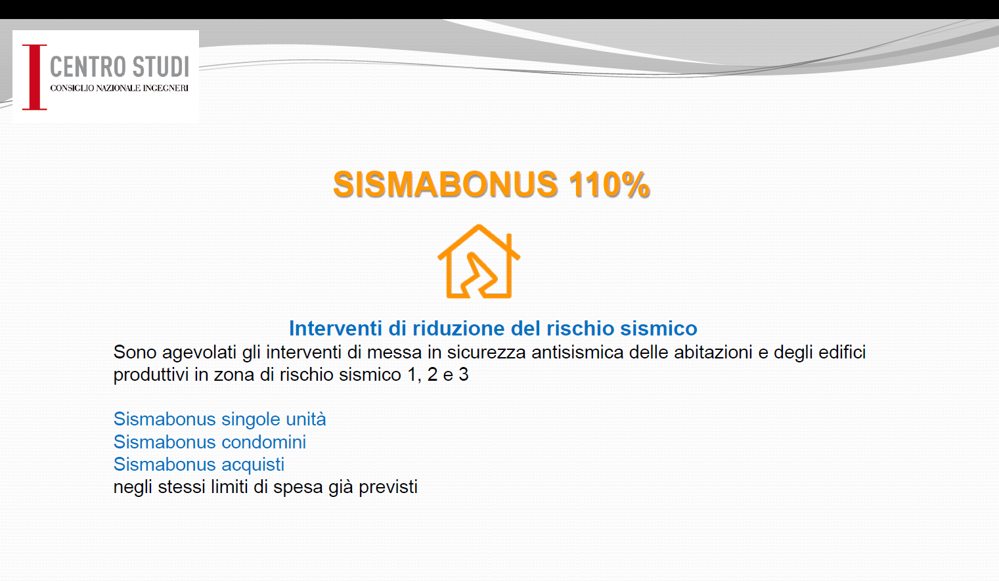 CENTRO STUDI
CONSIGLIO NAZIONALE INGEGNERI
SISMABONUS 110%
Interventi di riduzione del rischio sismico
Sono agevolati gli interventi di messa in sicurezza antisismica delle abitazioni e degli edifici
produttivi in zona di rischio sismico 1, 2 e 3
Sismabonus singole unità
Sismabonus condomini
Sismabonus acquisti
negli stessi limiti di spesa già previsti